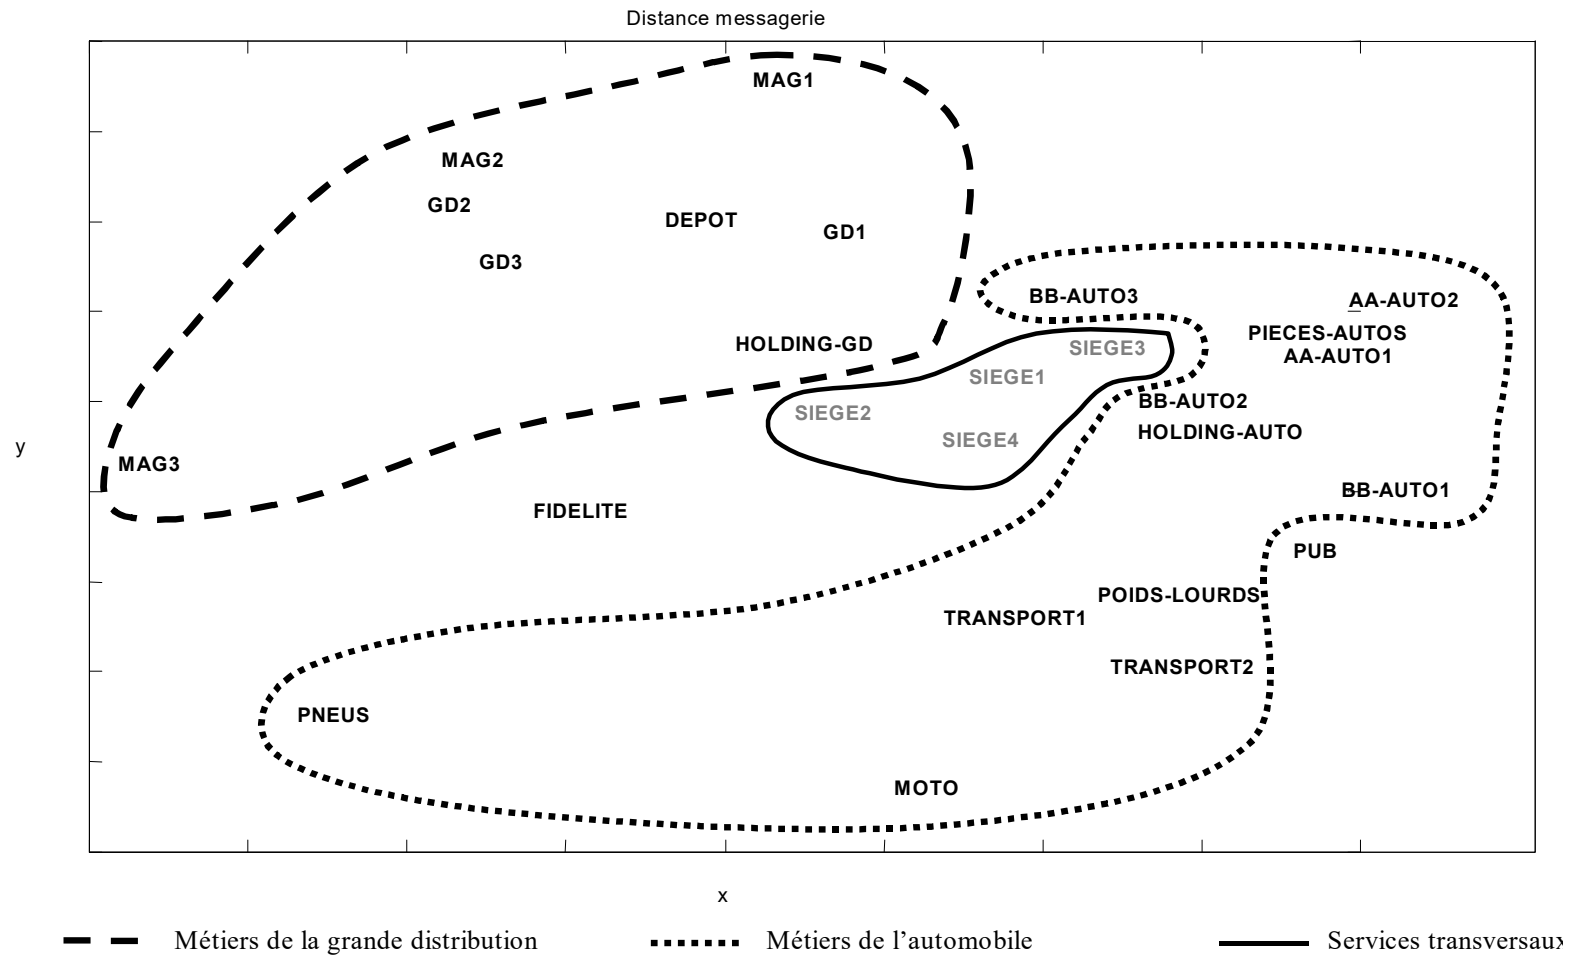 Distance messagerie
MAG1
MAG2
GD2
DEPOT
GD1
GD3
BB-AUTO3
AA-AUTO2
PIECES-AUTOS
HOLDING-GD
SIEGE3
AA-AUTO1
SIEGE1
BB-AUTO2
SIEGE2
HOLDING-AUTO
SIEGE4
y
MAG3
BB-AUTO1
FIDELITE
PUB
POIDS-LOURDS
TRANSPORT1
TRANSPORT2
PNEUS
MOTO
x
Métiers de la grande distribution
Métiers de l’automobile
Services transversaux